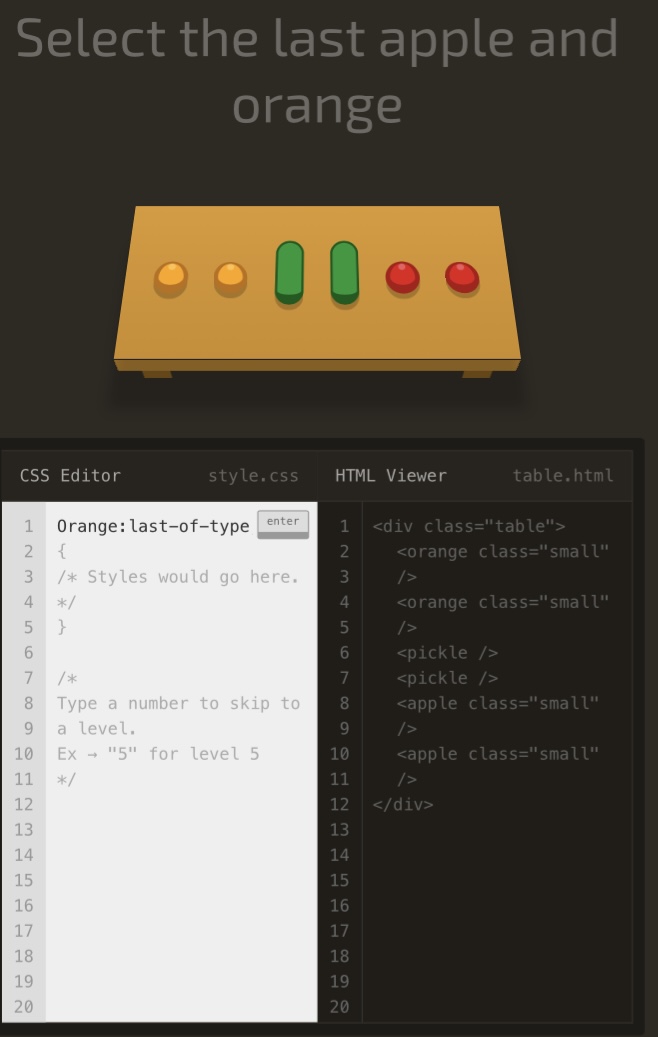 Select the last apple and
orange
CSS Editor
style.css
1 Orange:last-of-type
enter
2 {
3 /* Styles would go here.
4 */
5 }
6
7 /*
8 Type a number to skip to
9 a level.
10 Ex → "5" for level 5
11 */
12
13
14
15
16
17
18
19
20
HTML Viewer
table.html
1 <div class="table">
2 <orange class="small"
3 />
4 <orange class="small"
5 />
6 <pickle />
7 <pickle />
8 <apple class="small"
9 />
10 <apple class="small"
11 />
12 </div>
13
14
15
16
17
18
19
20